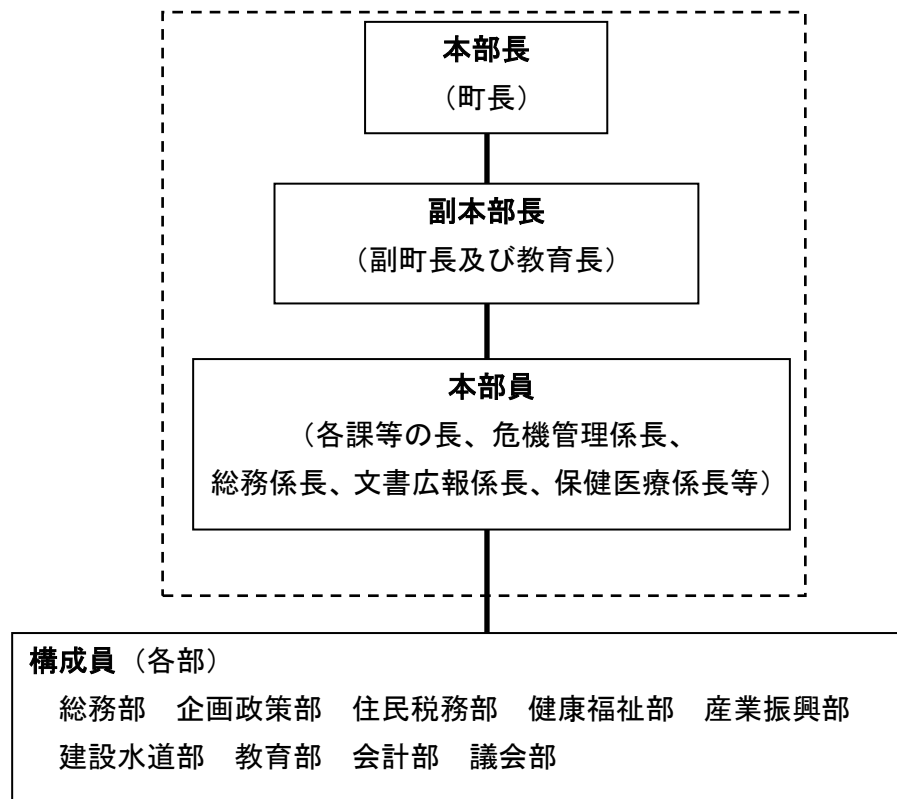 本部長
（町長）
副本部長
（副町長及び教育長）
本部員
（各課等の長、危機管理係長、
総務係長、文書広報係長、保健医療係長等）
構成員（各部）
総務部　企画政策部　住民税務部　健康福祉部　産業振興部
建設水道部　教育部　会計部　議会部